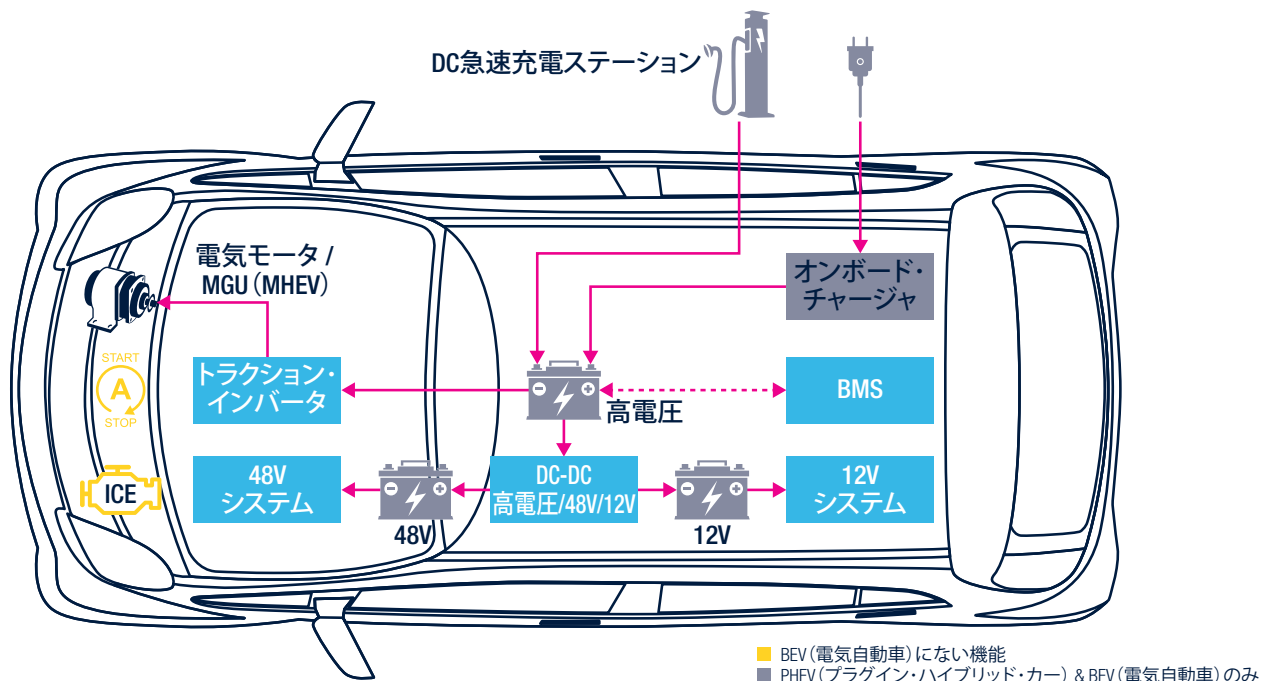 DC急速充電ステーション
電気モータ /
MGU（MHEV）
オンボード・
チャージャ
START
A
STOP
トラクション・
インバータ
高電圧
BMS
ICE
48V
システム
48V
DC-DC
高電圧/48V/12V
12V
12V
システム
BEV（電気自動車）にない機能
PHEV（プラグイン・ハイブリッド・カー）& BEV（電気自動車）のみ